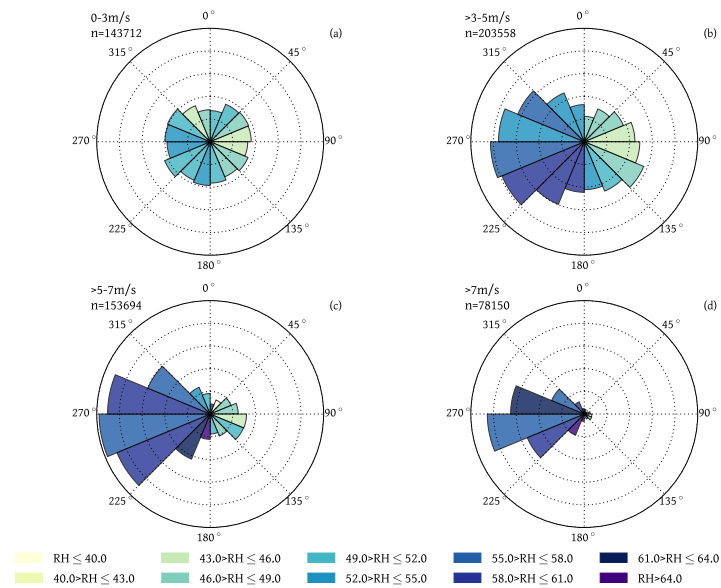 0-3m/s
n=143712
(a)
0°
45°
90°
135°
180°
225°
270°
315°
>3-5m/s
n=203558
(b)
0°
45°
90°
135°
180°
225°
270°
315°
>5-7m/s
n=153694
(c)
0°
45°
90°
135°
180°
225°
270°
315°
>7m/s
n=78150
(d)
0°
45°
90°
135°
180°
225°
270°
315°
RH ≤ 40.0
40.0>RH ≤ 43.0
43.0>RH ≤ 46.0
46.0>RH ≤ 49.0
49.0>RH ≤ 52.0
52.0>RH ≤ 55.0
55.0>RH ≤ 58.0
58.0>RH ≤ 61.0
61.0>RH ≤ 64.0
RH>64.0